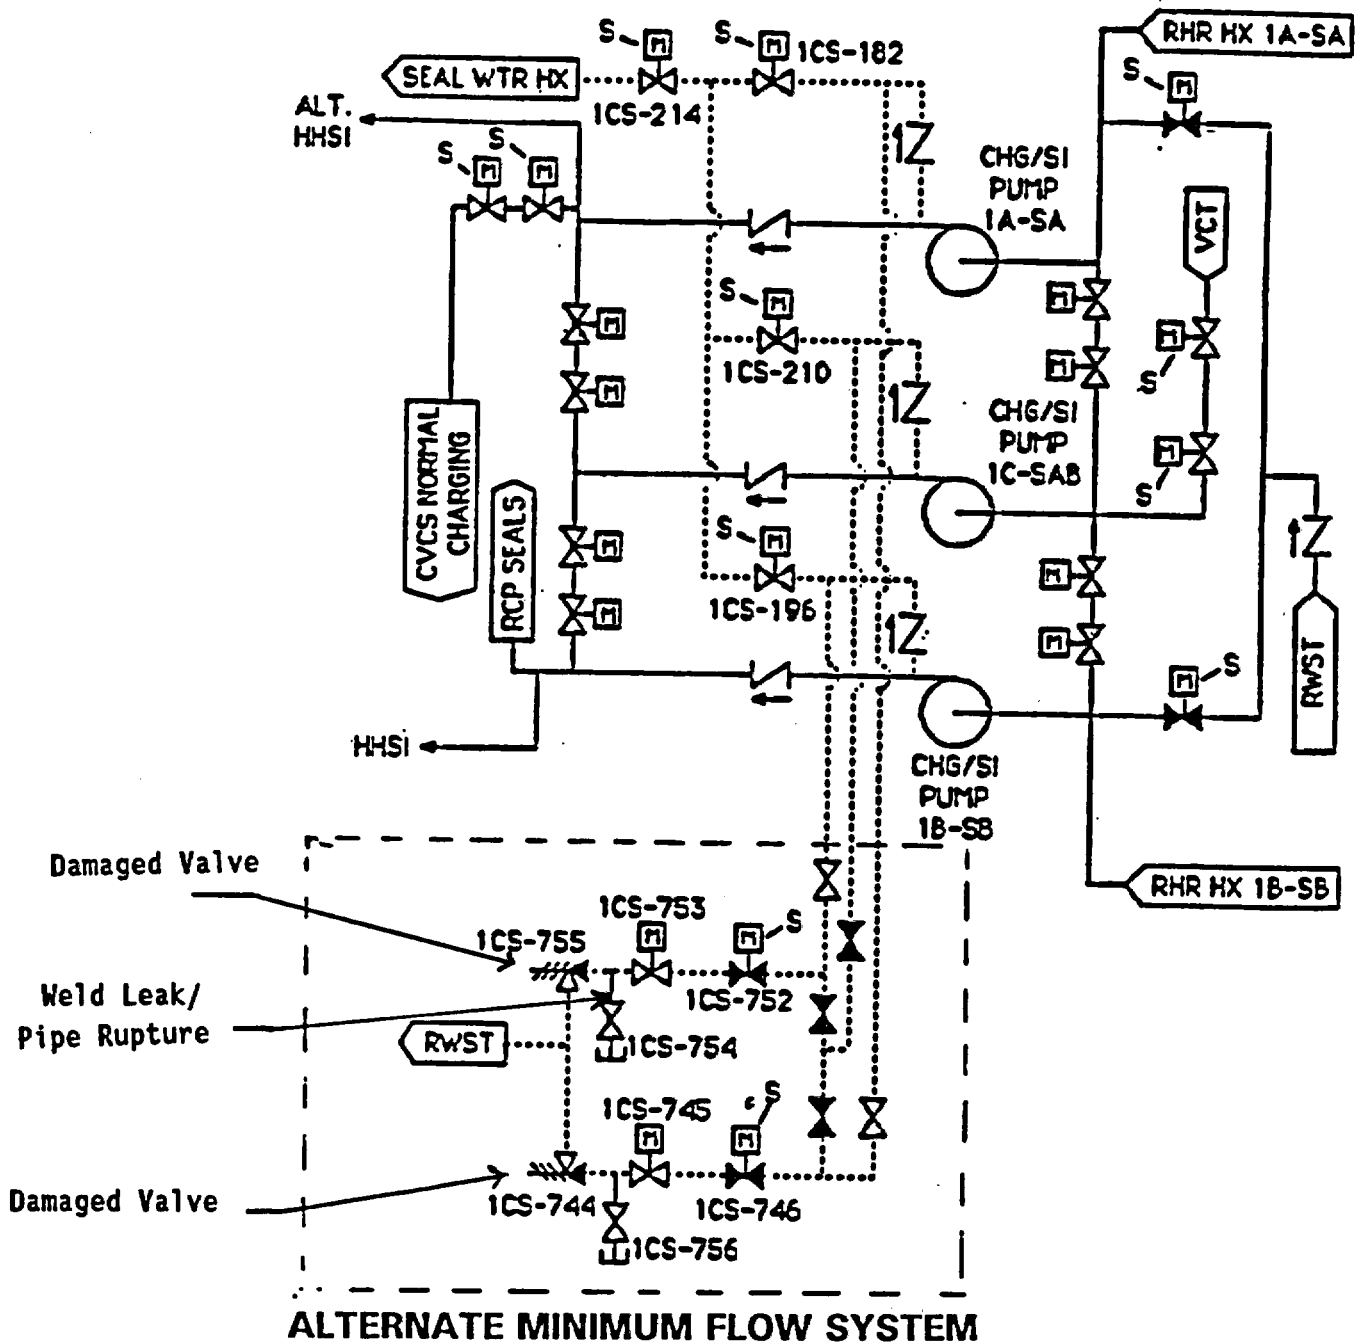 RHR HX 1A-SA
S M
S M
1CS-182
SEAL WTR HX
1CS-214
S M
ALT.
HHSI
S M
S M
CHG/SI
PUMP
1A-SA
VCT
S M
1CS-210
M
M
M
M
M S
M S
CHG/SI
PUMP
1C-SAB
CVCS NORMAL
CHARGING
RCP SEALS
S M
1CS-196
M
M
M
M
RWST
M S
HHSI
CHG/SI
PUMP
1B-SB
RHR HX 1B-SB
Damaged Valve
1CS-753
M
M S
1CS-755
1CS-752
Weld Leak/
Pipe Rupture
RWST
1CS-754
1CS-745
S
M
M
Damaged Valve
1CS-744
1CS-746
1CS-756
ALTERNATE MINIMUM FLOW SYSTEM